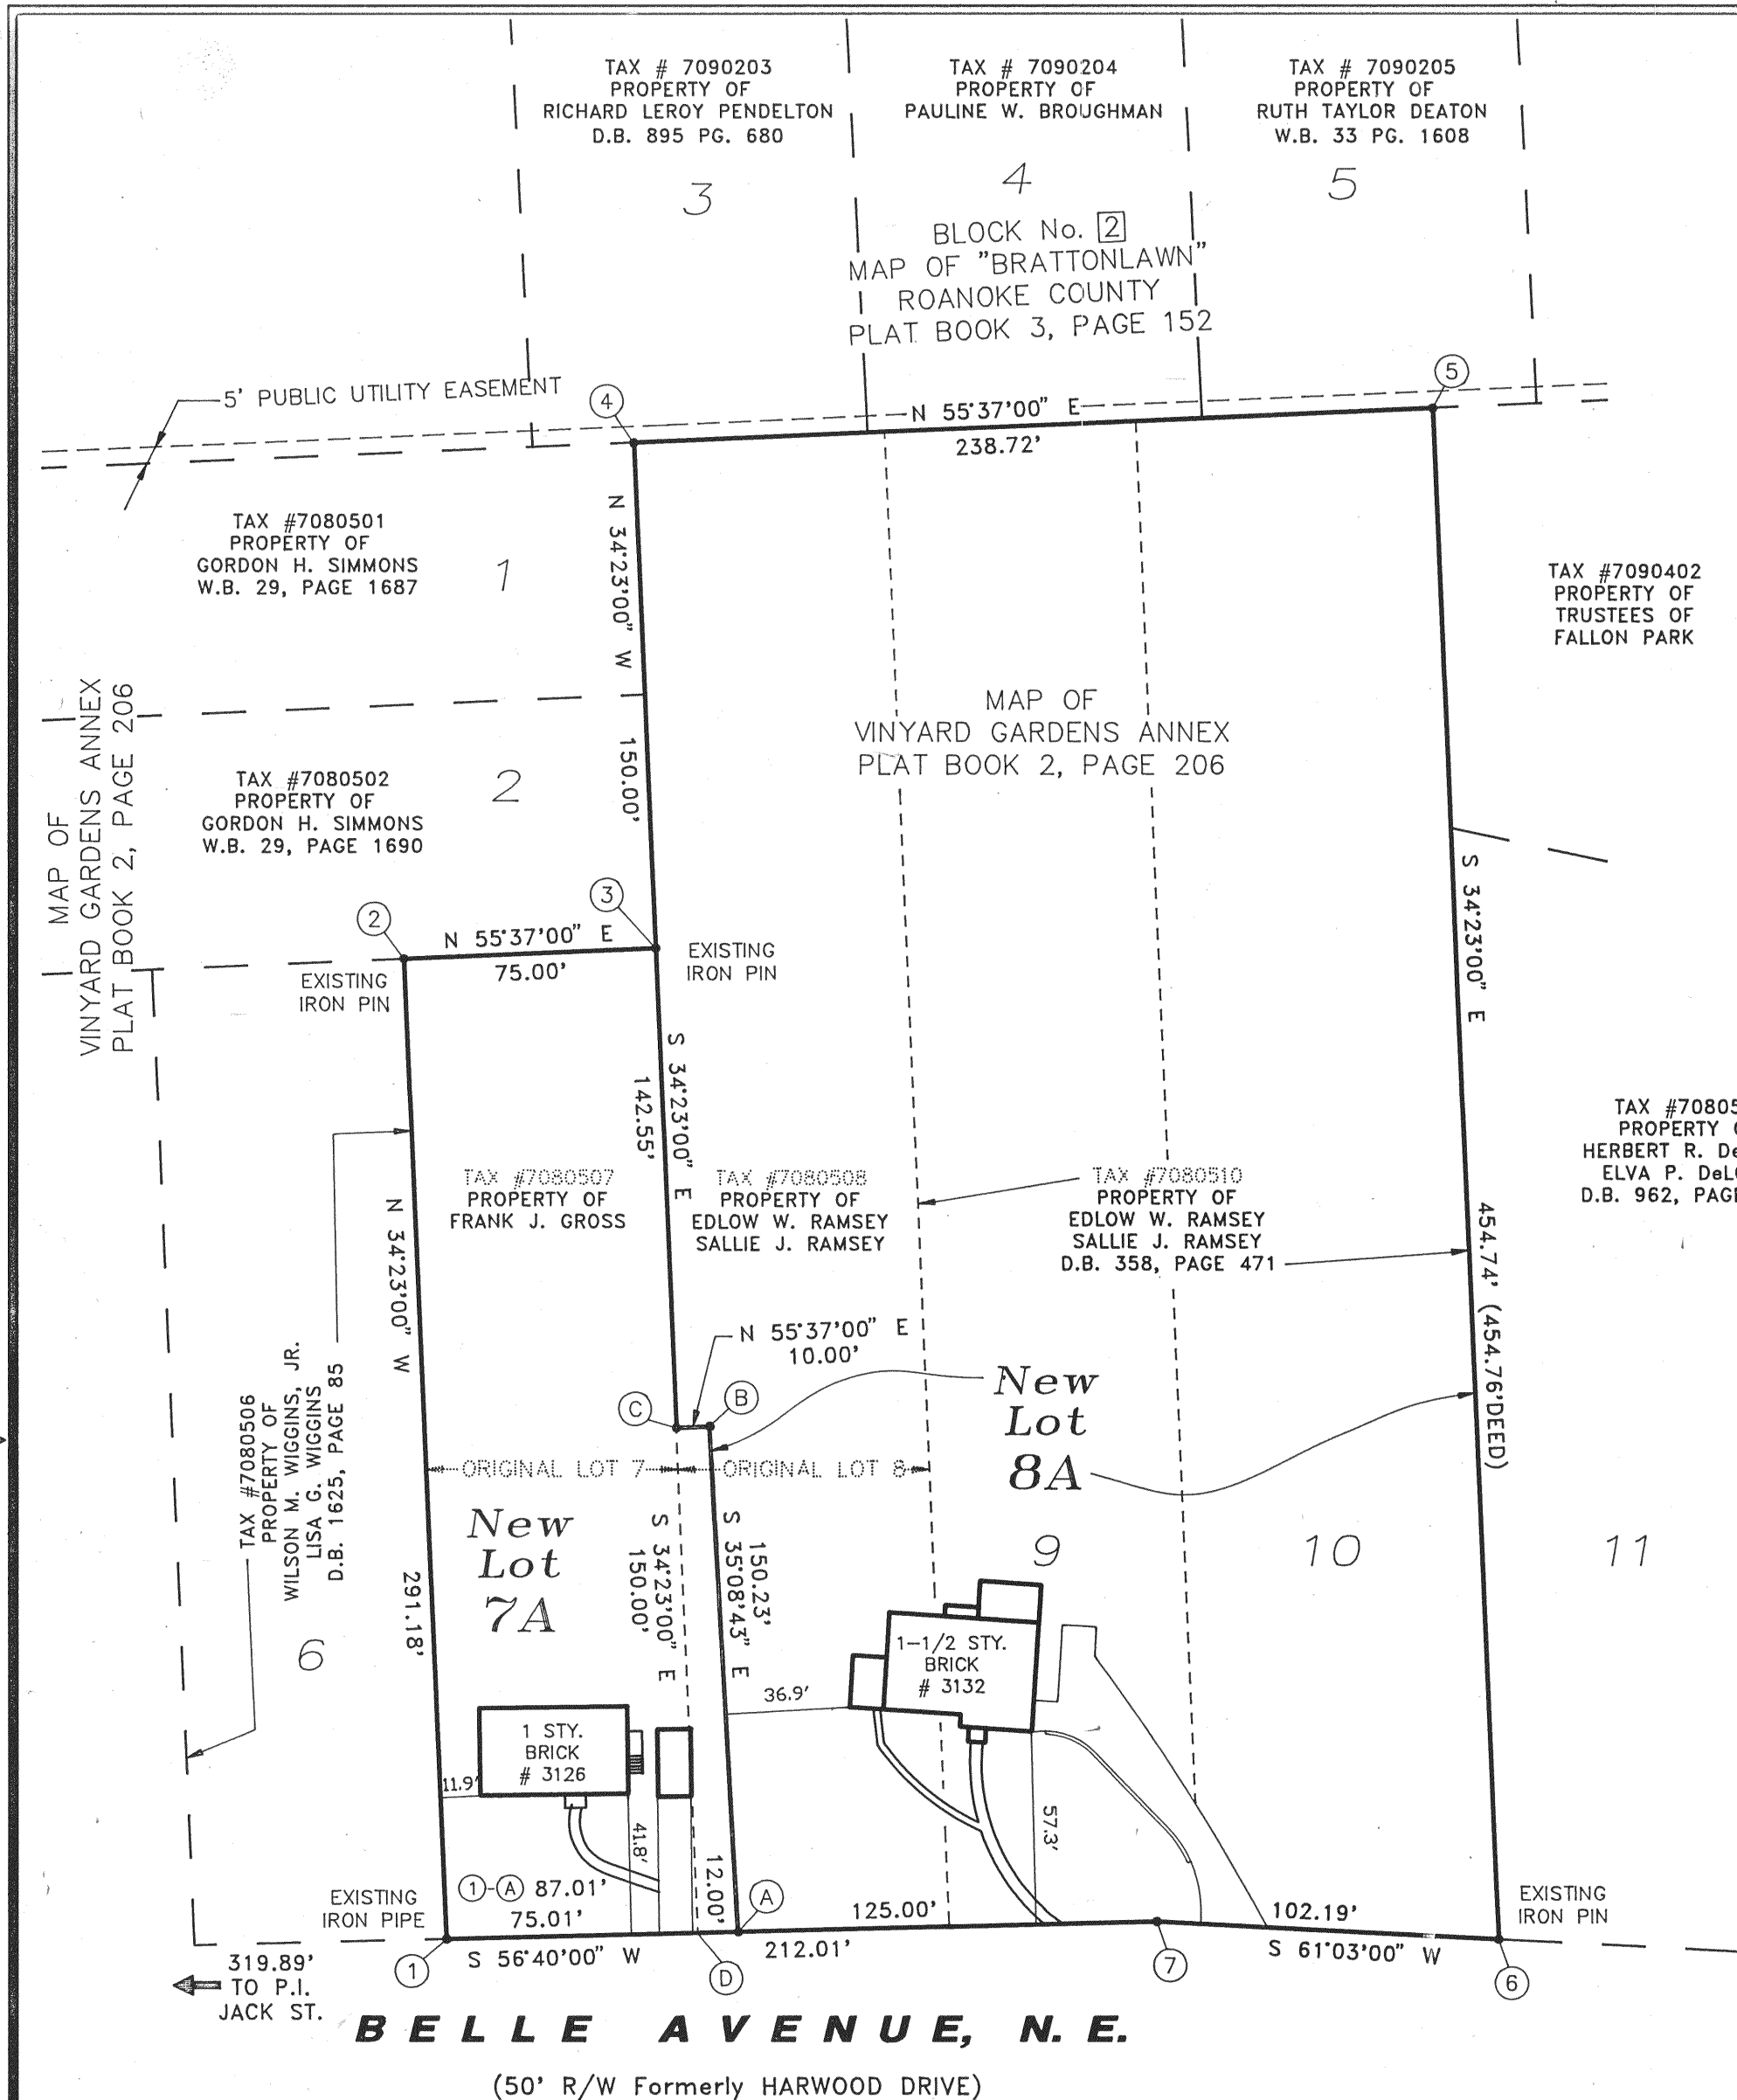 TAX # 7090203
PROPERTY OF
RICHARD LEROY PENDELTON
D.B. 895 PG. 680
3
TAX # 7090204
PROPERTY OF
PAULINE W. BROUGHMAN
4
TAX # 7090205
PROPERTY OF
RUTH TAYLOR DEATON
W.B. 33 PG. 1608
5
BLOCK No. 2
MAP OF "BRATTONLAWN"
ROANOKE COUNTY
PLAT BOOK 3, PAGE 152
5' PUBLIC UTILITY EASEMENT
4
N 55°37'00" E
238.72'
5
TAX #7080501
PROPERTY OF
GORDON H. SIMMONS
W.B. 29, PAGE 1687
1
N 34°23'00" W
150.00'
TAX #7090402
PROPERTY OF
TRUSTEES OF
FALLON PARK
MAP OF
VINYARD GARDENS ANNEX
PLAT BOOK 2, PAGE 206
MAP OF
VINYARD GARDENS ANNEX
PLAT BOOK 2, PAGE 206
TAX #7080502
PROPERTY OF
GORDON H. SIMMONS
W.B. 29, PAGE 1690
2
2
N 55°37'00" E
75.00'
3
EXISTING
IRON PIN
EXISTING
IRON PIN
S 34°23'00" E
142.55'
S 34°23'00" E
454.74' (454.76'DEED)
TAX #7080507
PROPERTY OF
FRANK J. GROSS
TAX #7080508
PROPERTY OF
EDLOW W. RAMSEY
SALLIE J. RAMSEY
TAX #7080510
PROPERTY OF
EDLOW W. RAMSEY
SALLIE J. RAMSEY
D.B. 358, PAGE 471
TAX #70805
PROPERTY
HERBERT R. De
ELVA P. DeL
D.B. 962, PAGE
N 34°23'00" W
291.18'
TAX #7080506
PROPERTY OF
WILSON M. WIGGINS, JR.
LISA G. WIGGINS
D.B. 1625, PAGE 85
6
N 55°37'00" E
10.00'
C
B
New
Lot
8A
ORIGINAL LOT 7
ORIGINAL LOT 8
New
Lot
7A
S 34°23'00" E
150.00'
150.23'
S 35°08'43" E
9
10
11
1-1/2 STY.
BRICK
# 3132
36.9'
1 STY.
BRICK
# 3126
11.9'
41.8'
57.3'
12.00'
EXISTING
IRON PIPE
1-A 87.01'
75.01'
A
125.00'
102.19'
EXISTING
IRON PIN
S 56°40'00" W
212.01'
S 61°03'00" W
1
D
7
6
319.89'
TO P.I.
JACK ST.
BELLE AVENUE, N.E.
(50' R/W Formerly HARWOOD DRIVE)